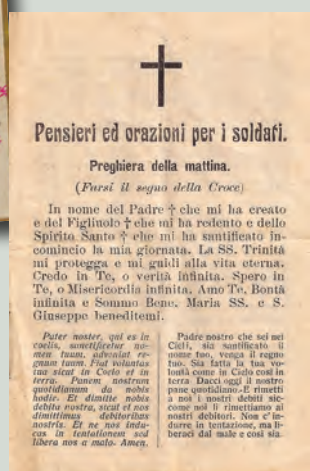 Pensieri ed orazioni per i soldati.
Preghiera della mattina.
(Farsi il segno della Croce)
In nome del Padre † che mi ha creato
e del Figliuolo † che mi ha redento e dello
Spirito Santo † che mi ha santificato in-
comincio la mia giornata. La SS. Trinità
mi protegga e mi guidi alla vita eterna.
Credo in Te, o verità infinita. Spero in
Te, o Misericordia infinita. Amo Te, Bontà
infinita e Sommo Bene. Maria SS. e S.
Giuseppe beneditemi.
Pater noster, qui es in
coelis, sanctificetur no-
men tuum, adveniat re-
gnum tuum. Fiat voluntas
tua sicut in Coelo et in
terra. Panem nostrum
quotidianum da nobis
hodie. Et dimitte nobis
debita nostra, sicut et nos
dimittimus debitoribus
nostris. Et ne nos indu-
cas in tentationem sed
libera nos a malo. Amen.
Padre nostro che sei nei
Cieli, sia santificato il
nome tuo, venga il regno
tuo. Sia fatta la tua vo-
lontà come in Cielo così in
terra Dacci oggi il nostro
pane quotidiano. E rimetti
a noi i nostri debiti sic-
come noi li rimettiamo ai
nostri debitori. Non c'in-
durre in tentazione, ma li-
beraci dal male e così sia.